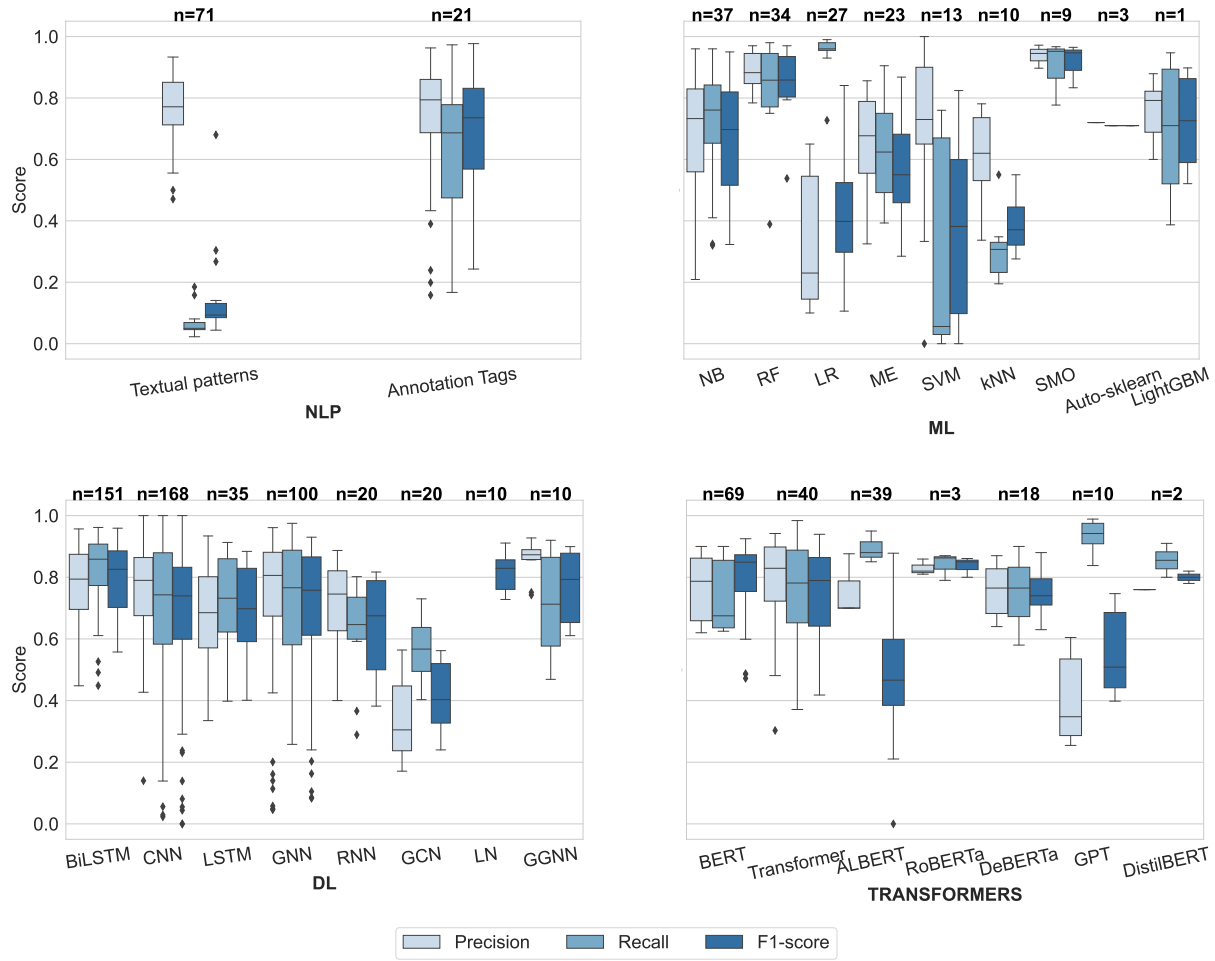 n=71 n=21
1.0
0.8
0.6
0.4
0.2
0.0
Score
Textual patterns Annotation Tags
NLP
n=37 n=34 n=27 n=23 n=13 n=10 n=9 n=3 n=1
NB RF LR ME SVM kNN SMO Auto-sklearn LightGBM
ML
n=151 n=168 n=35 n=100 n=20 n=20 n=10 n=10
1.0
0.8
0.6
0.4
0.2
0.0
Score
BiLSTM CNN LSTM GNN RNN GCN LN GGNN
DL
n=69 n=40 n=39 n=3 n=18 n=10 n=2
BERT Transformer ALBERT RoBERTa DeBERTa GPT DistilBERT
TRANSFORMERS
Precision Recall F1-score